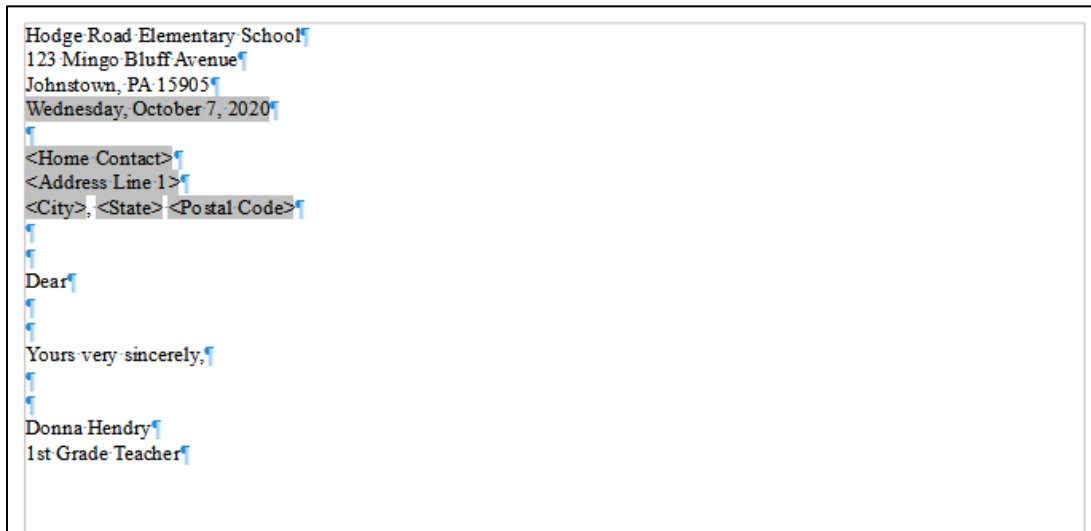 Hodge Road Elementary School
123 Mingo Bluff Avenue
Johnstown, PA 15905
Wednesday, October 7, 2020
<Home Contact>
<Address Line 1>
<City>, <State> <Postal Code>
Dear
Yours very sincerely,
Donna Hendry
1st Grade Teacher